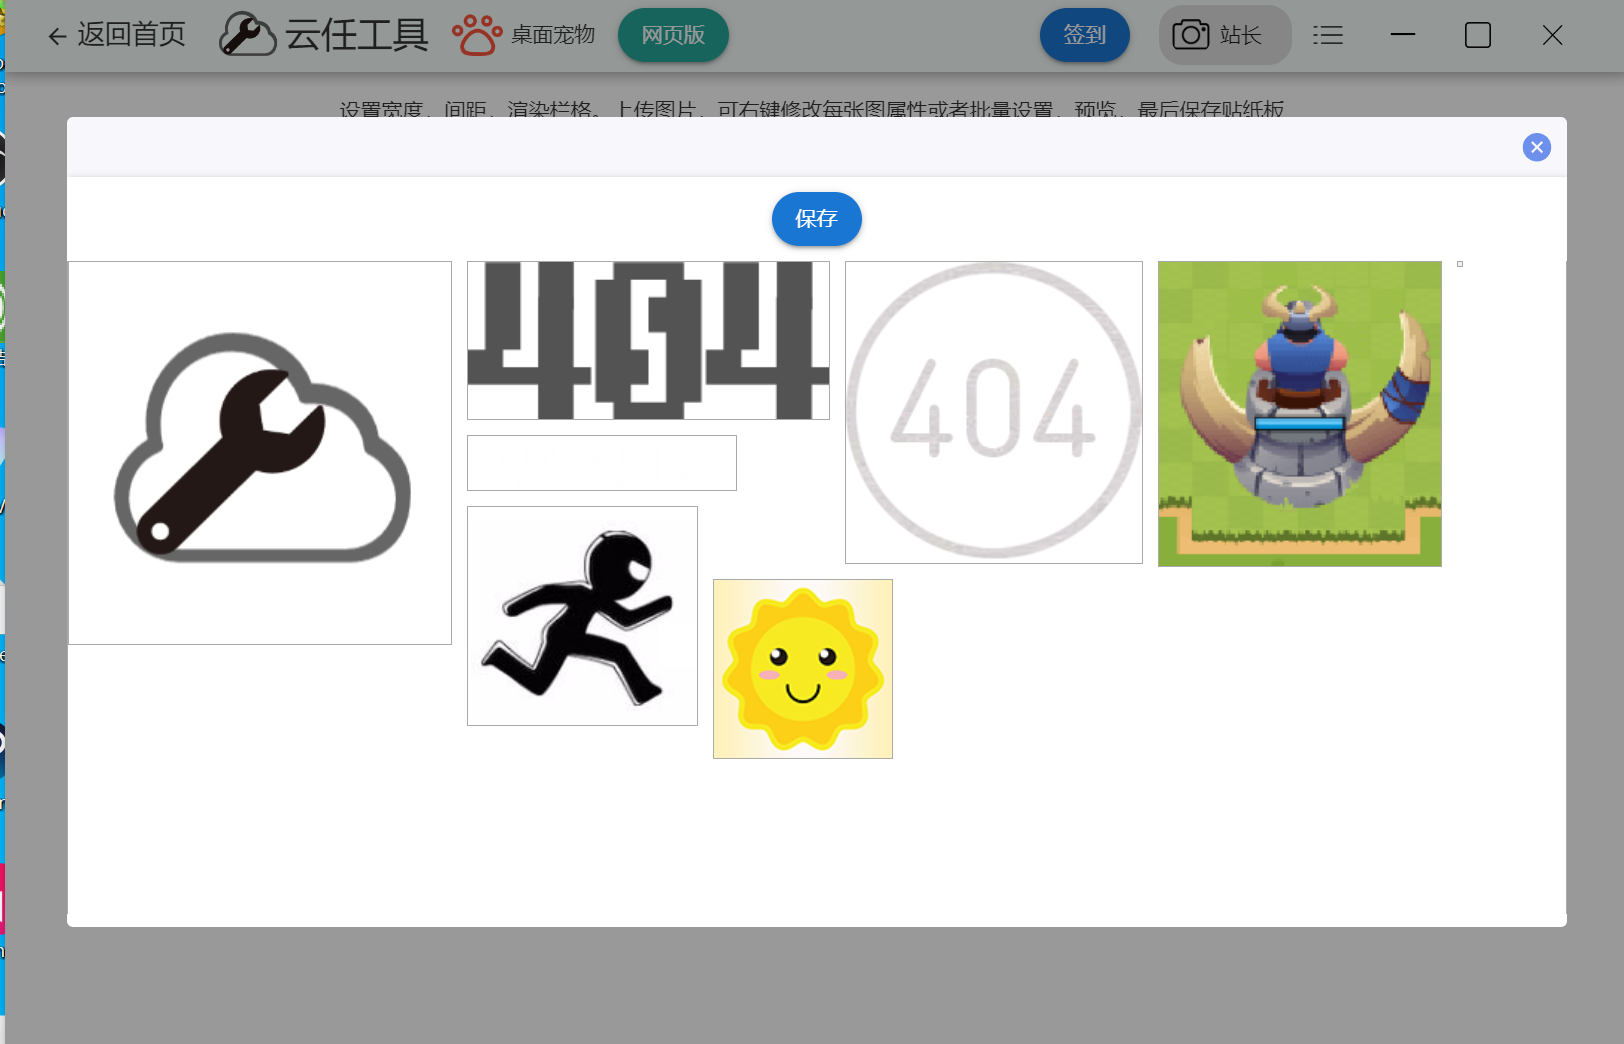 返回首页
云任工具
桌面宠物
网页版
签到
站长
设置宽度、间距，渲染栏格。上传图片，可右键修改每张图属性或者批量设置，预览，最后保存贴纸板
保存
404
404